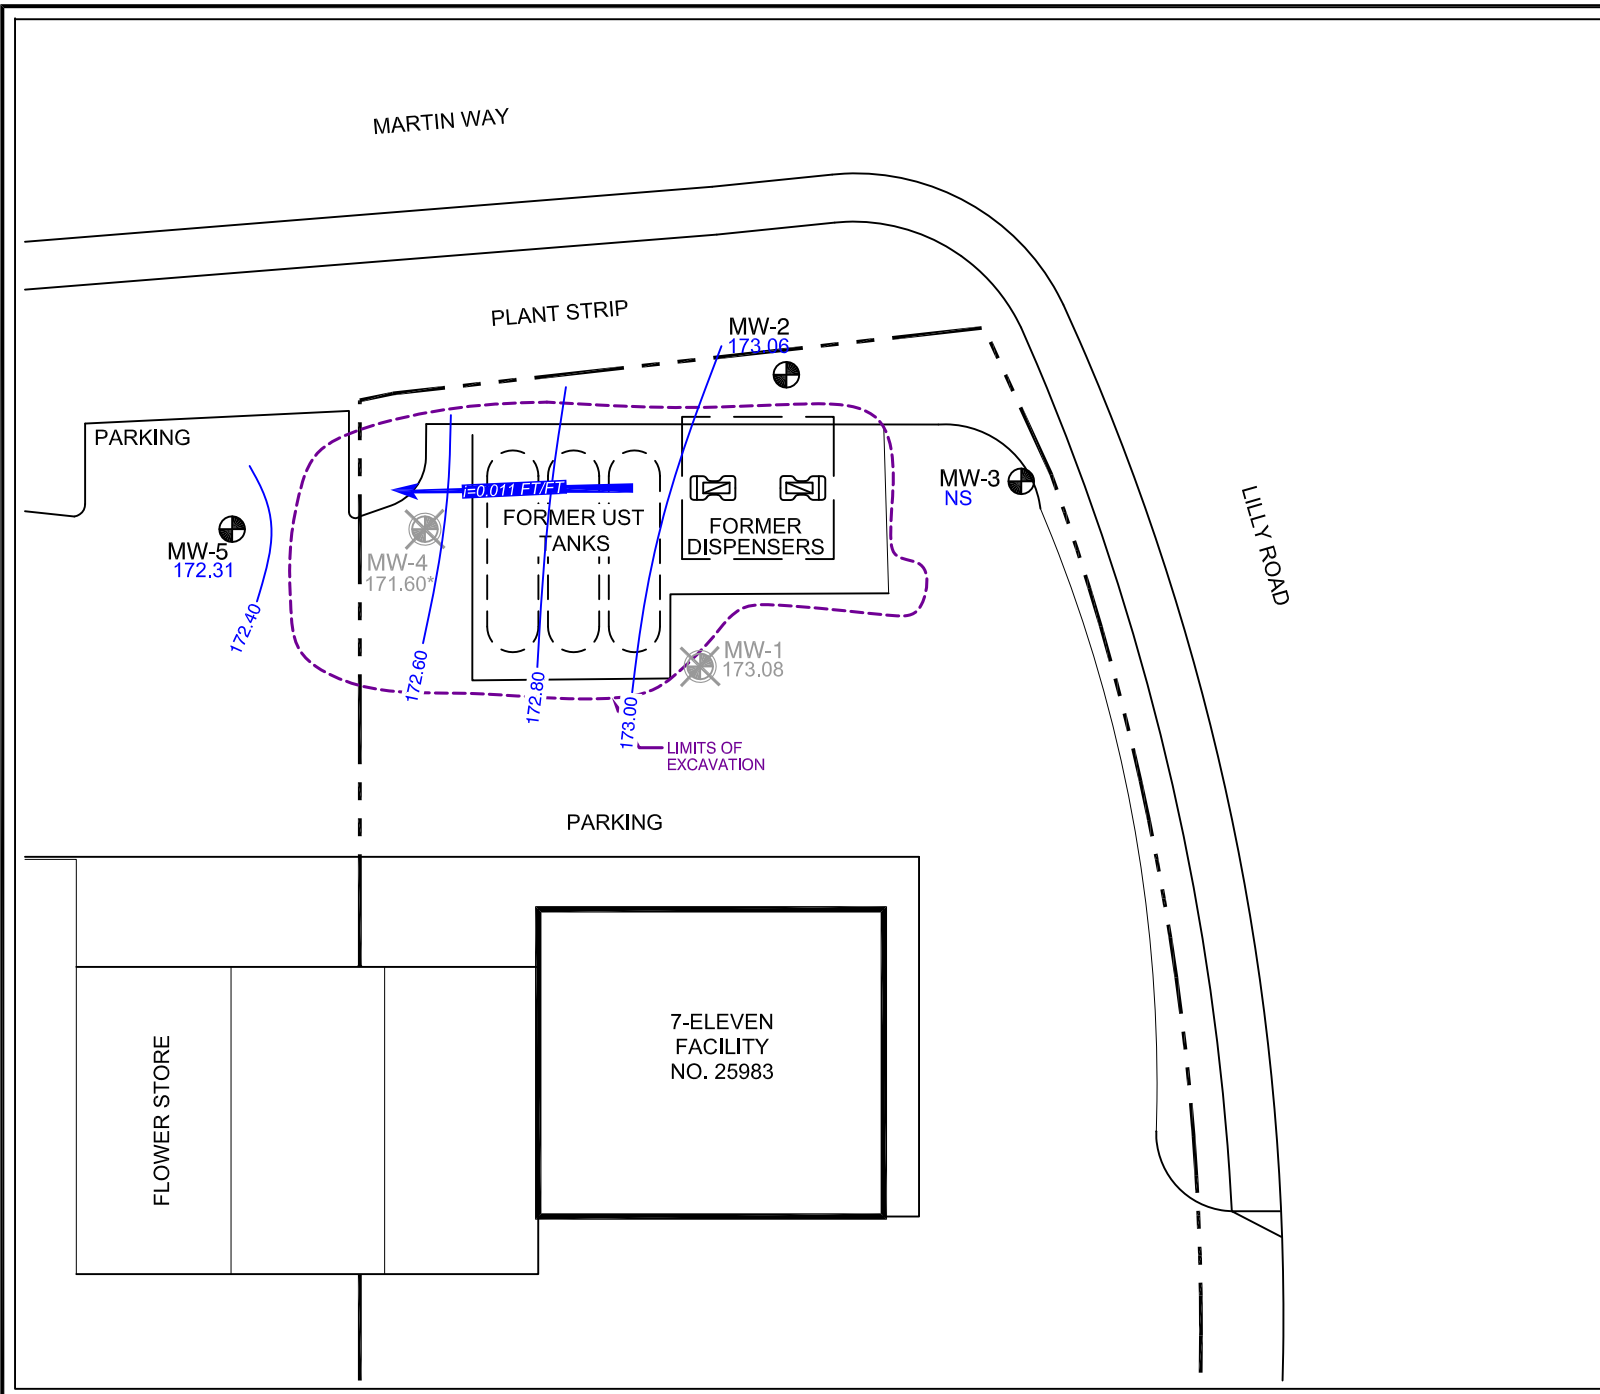 MARTIN WAY
PLANT STRIP
MW-2
173.06
PARKING
MW-3
NS
LILLY ROAD
i=0.011 FT/FT
FORMER UST
TANKS
FORMER
DISPENSERS
MW-5
172.31
MW-4
171.60*
172.40
172.60
172.80
173.00
MW-1
173.08
LIMITS OF
EXCAVATION
PARKING
7-ELEVEN
FACILITY
NO. 25983
FLOWER STORE